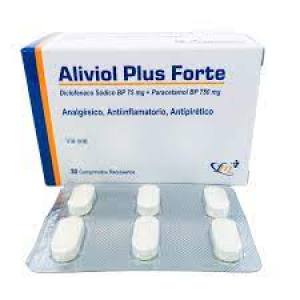 Aliviol Plus Forte
Diclofenaco Sódico BP 75 mg + Paracetamol BP 750 mg
Analgésico, Antiinflamatorio, Antipirético
Vía oral
30 Comprimidos Recubiertos